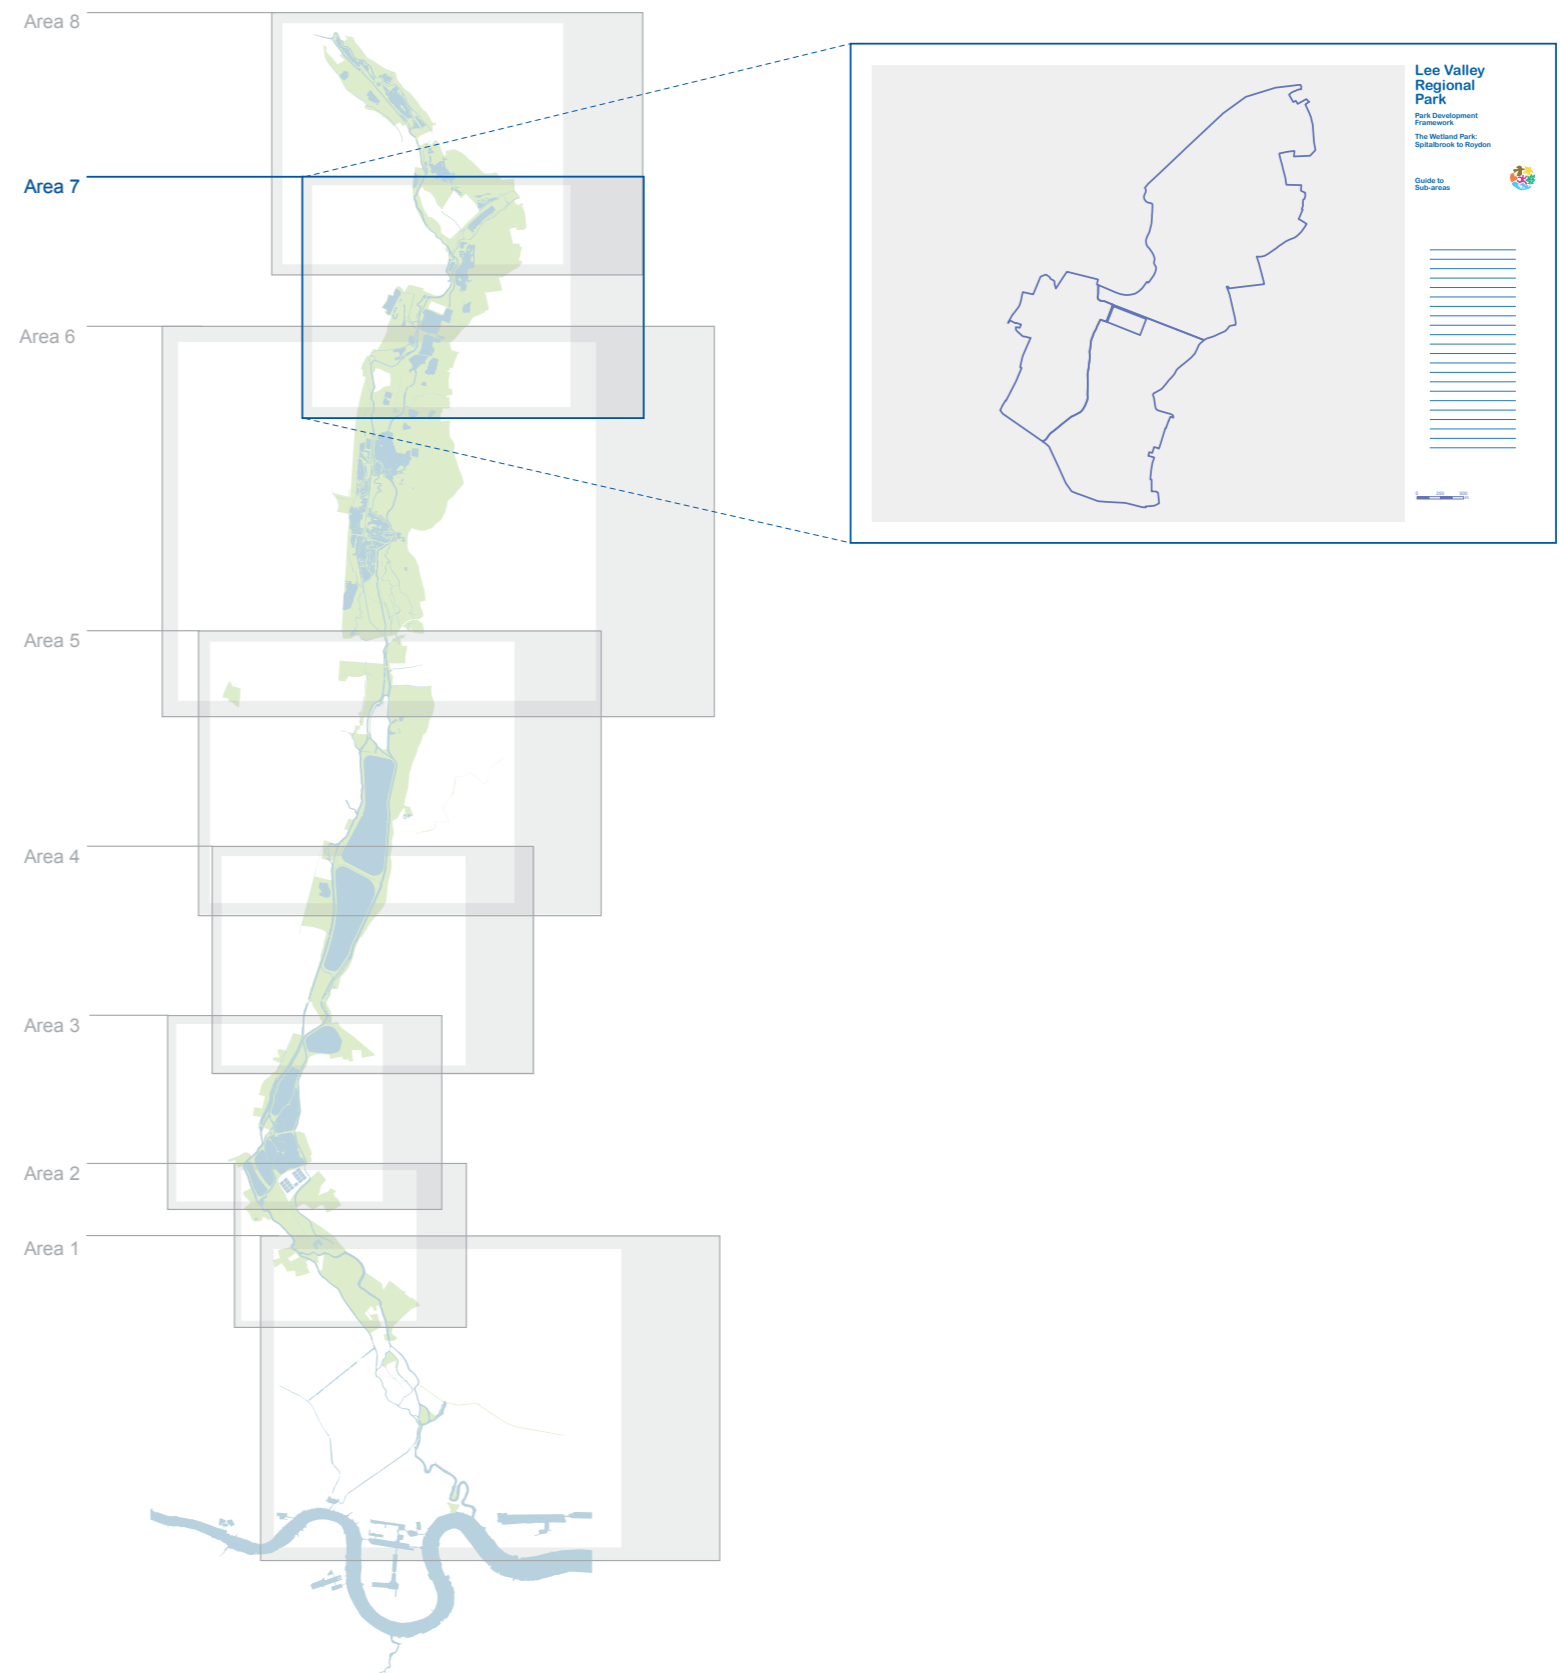 Area 8
Area 7
Area 6
Area 5
Area 4
Area 3
Area 2
Area 1
Lee Valley
Regional
Park
Park Development
Framework
The Wetland Park:
Spitalbrook to Roydon
Guide to
Sub-areas